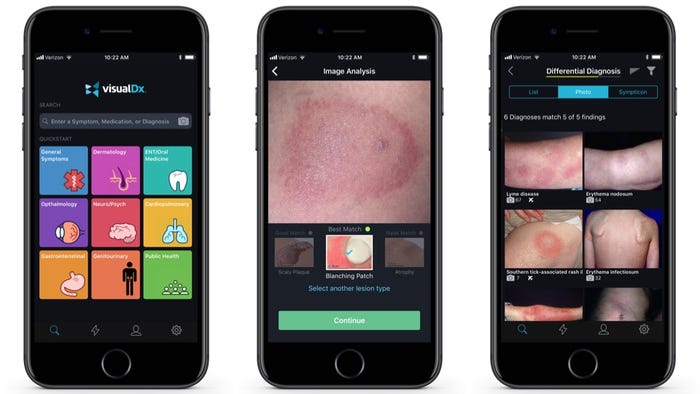 Verizon
10:22 AM
visualDx
SEARCH
Enter a Symptom, Medication, or Diagnosis
QUICKSTART
General Symptoms
Dermatology
ENT/Oral Medicine
Opthalmology
Neuro/Psych
Cardiopulmonary
Gastrointestinal
Genitourinary
Public Health
Verizon
10:22 AM
Image Analysis
Good Match
Best Match
Scaly Plaque
Blanching Patch
Atrophy
Select another lesion type
Continue
Verizon
10:22 AM
Differential Diagnosis
List
Photo
Sympticon
6 Diagnoses match 5 of 5 findings
Lyme disease
67
Erythema nodosum
54
Southern tick-associated rash il
7
Erythema infectiosum
32